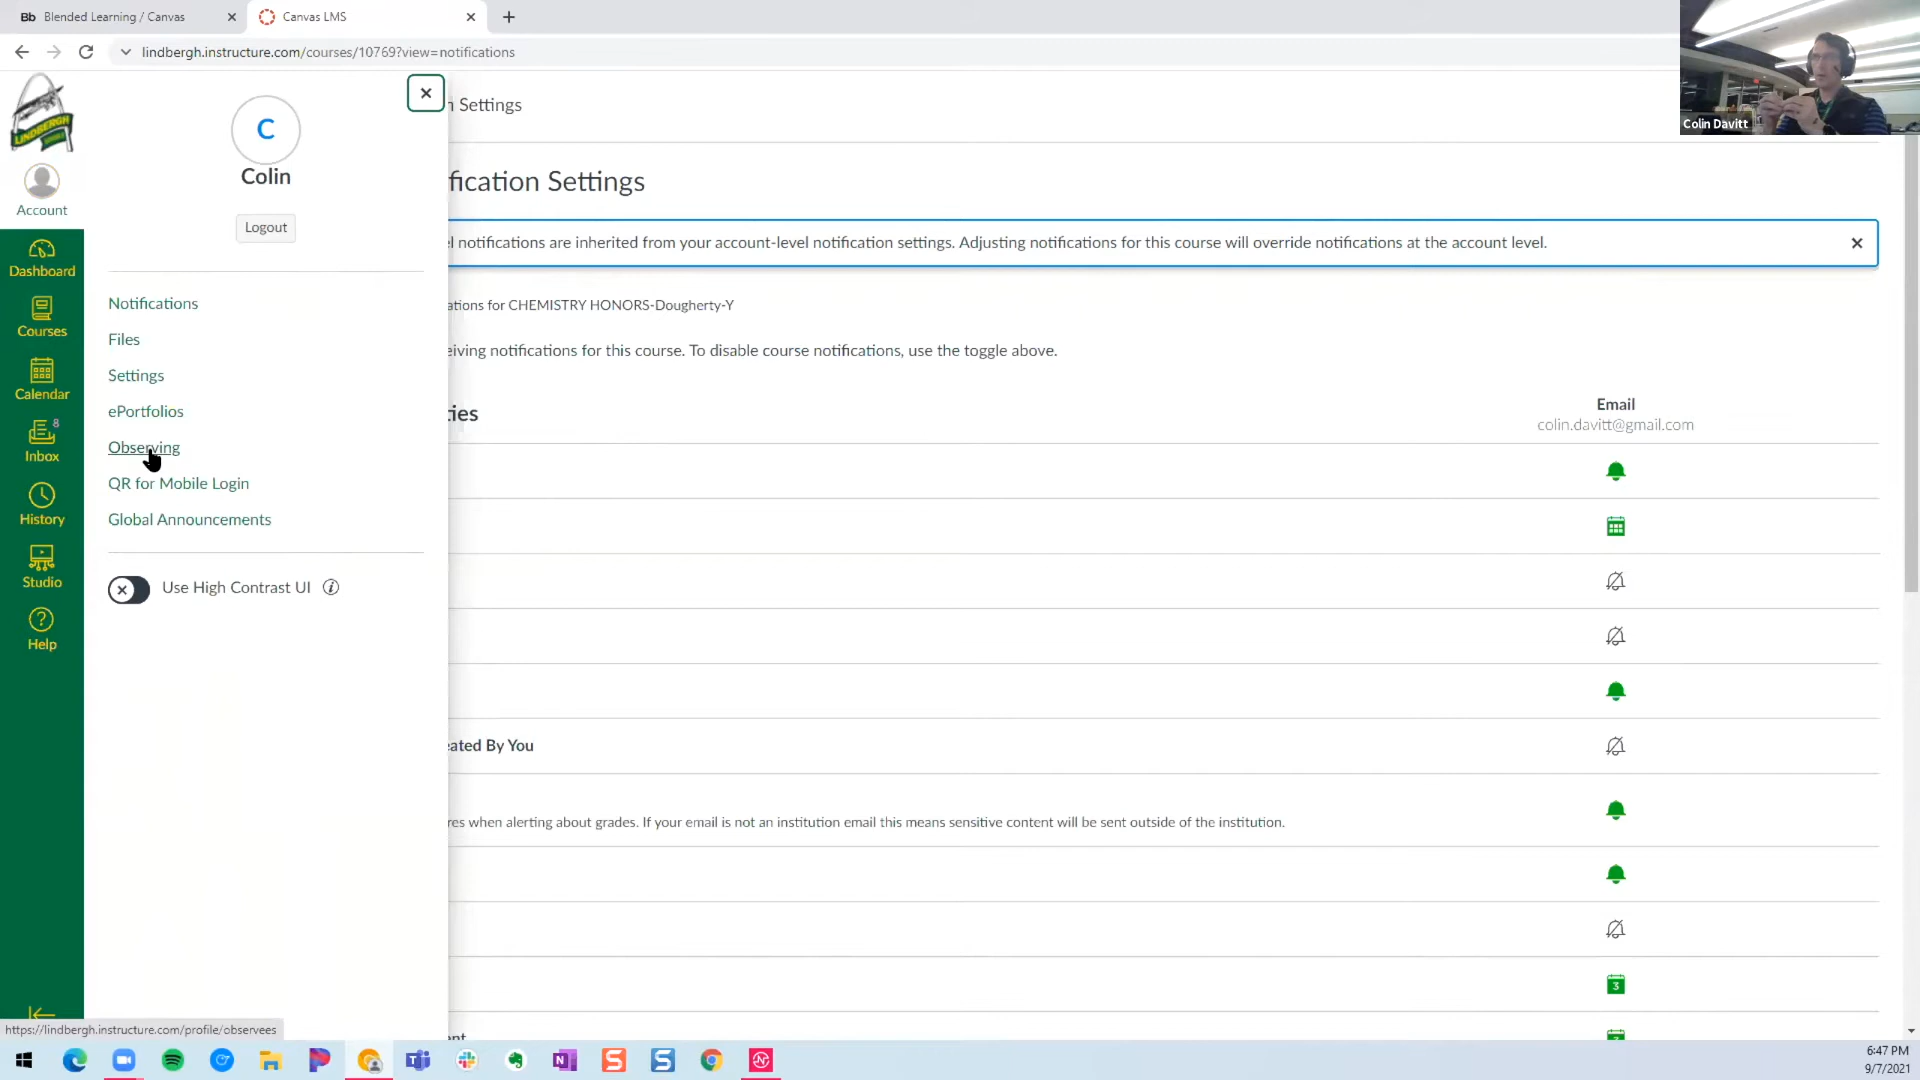 Bb Blended Learning / Canvas
Canvas LMS
lindbergh.instructure.com/courses/10769?view=notifications
Colin Davitt
LINDBERGH
Account
Dashboard
Courses
Calendar
8
Inbox
History
Studio
Help
C
Colin
Logout
Notifications
Files
Settings
ePortfolios
Observing
QR for Mobile Login
Global Announcements
Use High Contrast UI
n Settings
fication Settings
el notifications are inherited from your account-level notification settings. Adjusting notifications for this course will override notifications at the account level.
ations for CHEMISTRY HONORS-Dougherty-Y
eiving notifications for this course. To disable course notifications, use the toggle above.
ties
Email
colin.davitt@gmail.com
eated By You
res when alerting about grades. If your email is not an institution email this means sensitive content will be sent outside of the institution.
3
ent
https://lindbergh.instructure.com/profile/observees
6:47 PM
9/7/2021